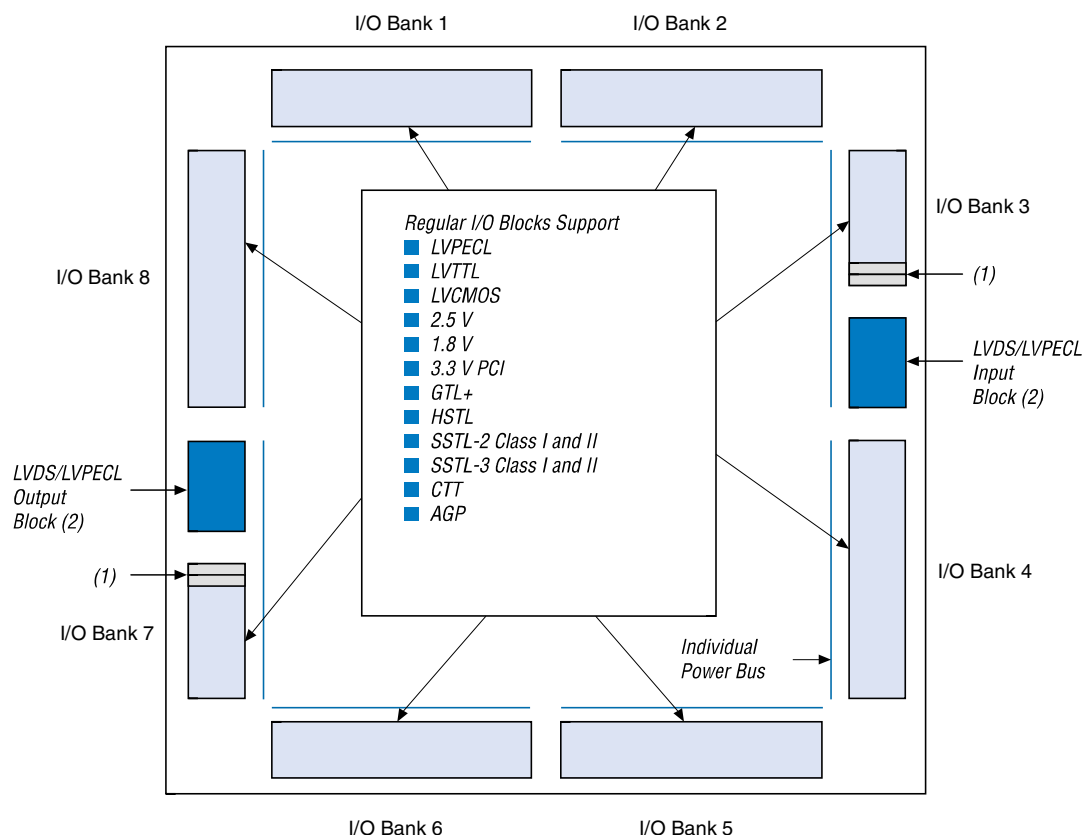 I/O Bank 1
I/O Bank 2
I/O Bank 3
I/O Bank 8
(1)
LVDS/LVPECL
Input
Block (2)
Regular I/O Blocks Support
LVPECL
LVTTL
LVCMOS
2.5 V
1.8 V
3.3 V PCI
GTL+
HSTL
SSTL-2 Class I and II
SSTL-3 Class I and II
CTT
AGP
LVDS/LVPECL
Output
Block (2)
(1)
I/O Bank 4
I/O Bank 7
Individual
Power Bus
I/O Bank 6
I/O Bank 5